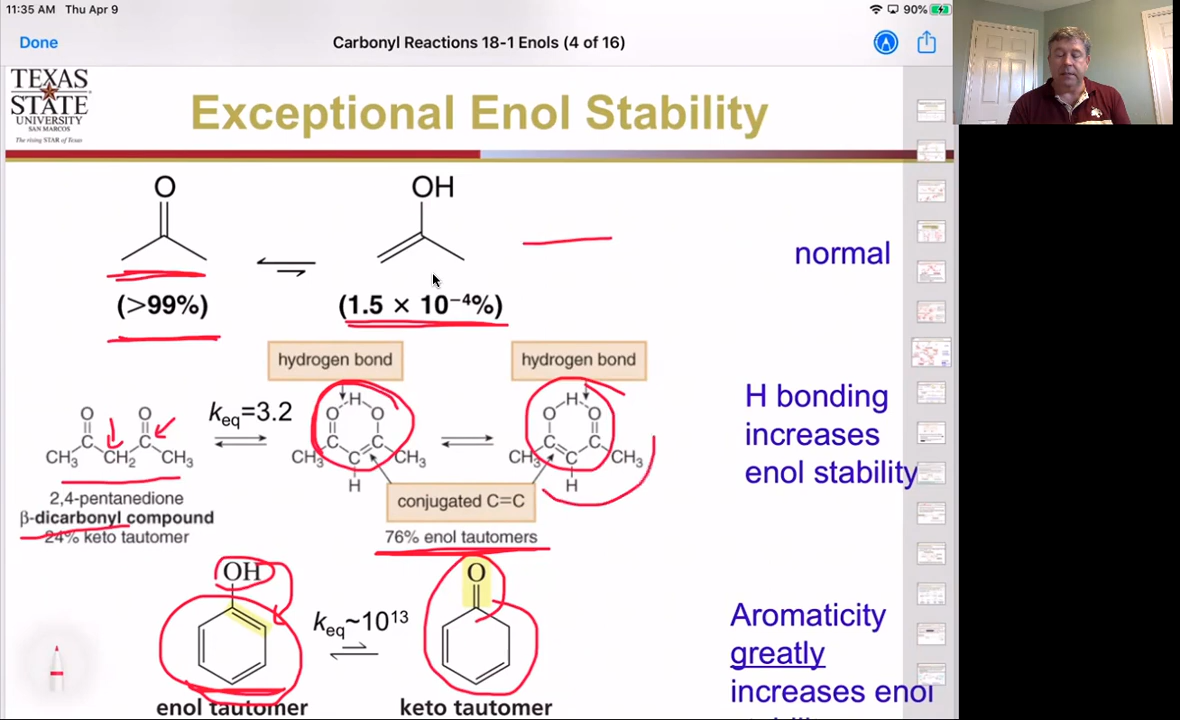 11:35 AM Thu Apr 9
90%
Done
Carbonyl Reactions 18-1 Enols (4 of 16)
TEXAS
STATE
UNIVERSITY
SAN MARCOS
The rising STAR of Texas
Exceptional Enol Stability
O
OH
normal
(>99%)
(1.5 × 10⁻⁴%)
hydrogen bond
hydrogen bond
H bonding
increases
enol stability
keq=3.2
O O
C C
CH3 CH2 CH3
H
O O
C C
CH3 C CH3
H
H
O O
C C
CH3 C CH3
H
2,4-pentanedione
β-dicarbonyl compound
24% keto tautomer
conjugated C=C
76% enol tautomers
OH
O
keq~10¹³
Aromaticity
greatly
increases enol
enol tautomer
keto tautomer